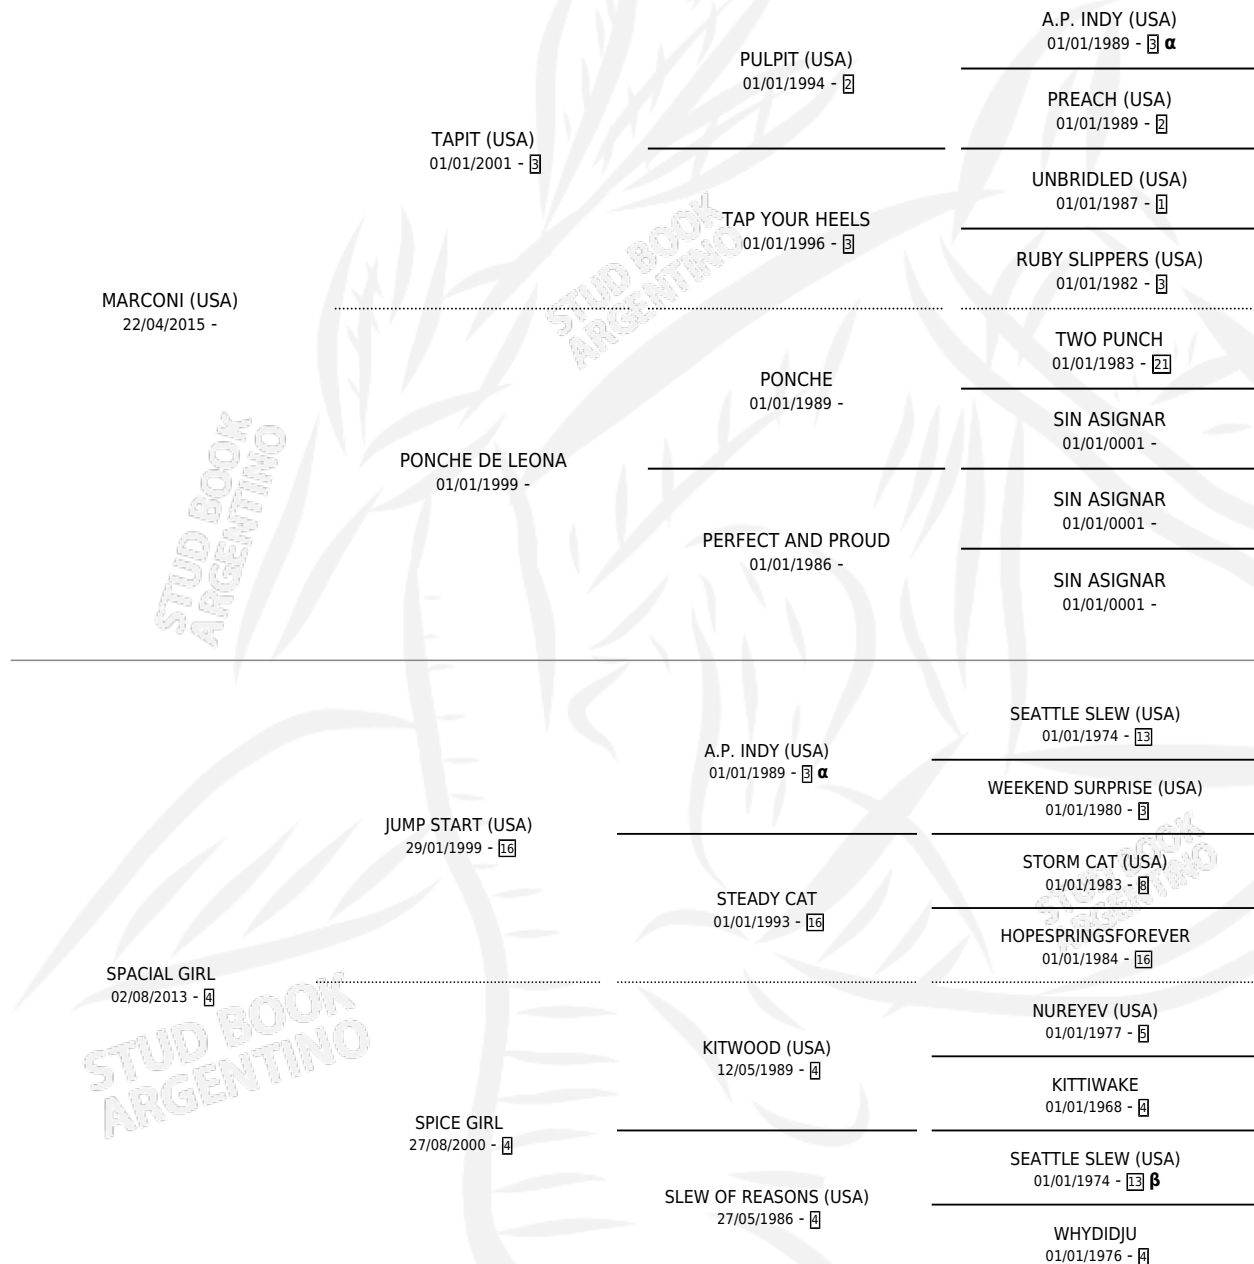 A.P. INDY (USA)
01/01/1989 - 3 α
PULPIT (USA)
01/01/1994 - 2
PREACH (USA)
01/01/1989 - 2
TAPIT (USA)
01/01/2001 - 3
UNBRIDLED (USA)
01/01/1987 - 1
TAP YOUR HEELS
01/01/1996 - 3
RUBY SLIPPERS (USA)
01/01/1982 - 3
MARCONI (USA)
22/04/2015 -
TWO PUNCH
01/01/1983 - 21
PONCHE
01/01/1989 -
SIN ASIGNAR
01/01/0001 -
PONCHE DE LEONA
01/01/1999 -
SIN ASIGNAR
01/01/0001 -
PERFECT AND PROUD
01/01/1986 -
SIN ASIGNAR
01/01/0001 -
STUD BOOK
ARGENTINO
STUD BOOK
ARGENTINO
SEATTLE SLEW (USA)
01/01/1974 - 13
A.P. INDY (USA)
01/01/1989 - 3 α
WEEKEND SURPRISE (USA)
01/01/1980 - 3
JUMP START (USA)
29/01/1999 - 16
STORM CAT (USA)
01/01/1983 - 8
STEADY CAT
01/01/1993 - 16
HOPESPRINGSFOREVER
01/01/1984 - 16
SPACIAL GIRL
02/08/2013 - 4
NUREYEV (USA)
01/01/1977 - 5
KITWOOD (USA)
12/05/1989 - 4
KITTIWAKE
01/01/1968 - 4
SPICE GIRL
27/08/2000 - 4
SEATTLE SLEW (USA)
01/01/1974 - 13 β
SLEW OF REASONS (USA)
27/05/1986 - 4
WHYDIDJU
01/01/1976 - 4
STUD BOOK
ARGENTINO
STUD BOOK
ARGENTINO